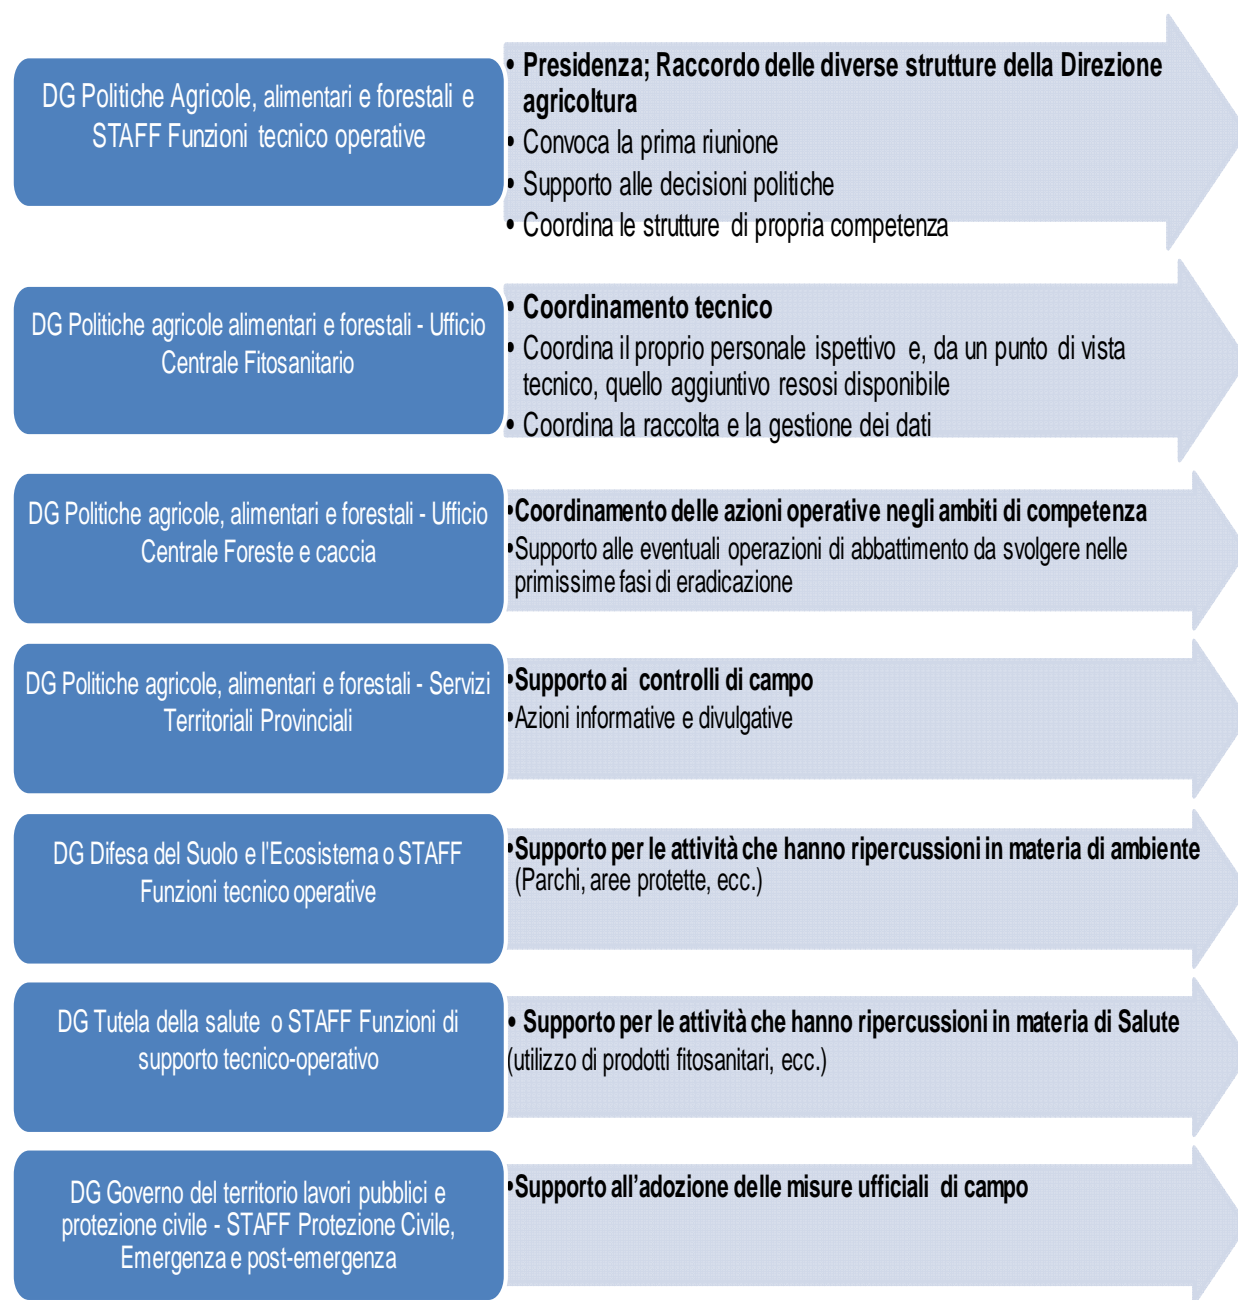 DG Politiche Agricole, alimentari e forestali e
STAFF Funzioni tecnico operative
• Presidenza; Raccordo delle diverse strutture della Direzione
agricoltura
• Convoca la prima riunione
• Supporto alle decisioni politiche
• Coordina le strutture di propria competenza
DG Politiche agricole alimentari e forestali - Ufficio
Centrale Fitosanitario
• Coordinamento tecnico
• Coordina il proprio personale ispettivo e, da un punto di vista
tecnico, quello aggiuntivo resosi disponibile
• Coordina la raccolta e la gestione dei dati
DG Politiche agricole, alimentari e forestali - Ufficio
Centrale Foreste e caccia
•Coordinamento delle azioni operative negli ambiti di competenza
•Supporto alle eventuali operazioni di abbattimento da svolgere nelle
primissime fasi di eradicazione
DG Politiche agricole, alimentari e forestali - Servizi
Territoriali Provinciali
•Supporto ai controlli di campo
•Azioni informative e divulgative
DG Difesa del Suolo e l'Ecosistema o STAFF
Funzioni tecnico operative
•Supporto per le attività che hanno ripercussioni in materia di ambiente
(Parchi, aree protette, ecc.)
DG Tutela della salute o STAFF Funzioni di
supporto tecnico-operativo
• Supporto per le attività che hanno ripercussioni in materia di Salute
(utilizzo di prodotti fitosanitari, ecc.)
DG Governo del territorio lavori pubblici e
protezione civile - STAFF Protezione Civile,
Emergenza e post-emergenza
•Supporto all’adozione delle misure ufficiali di campo